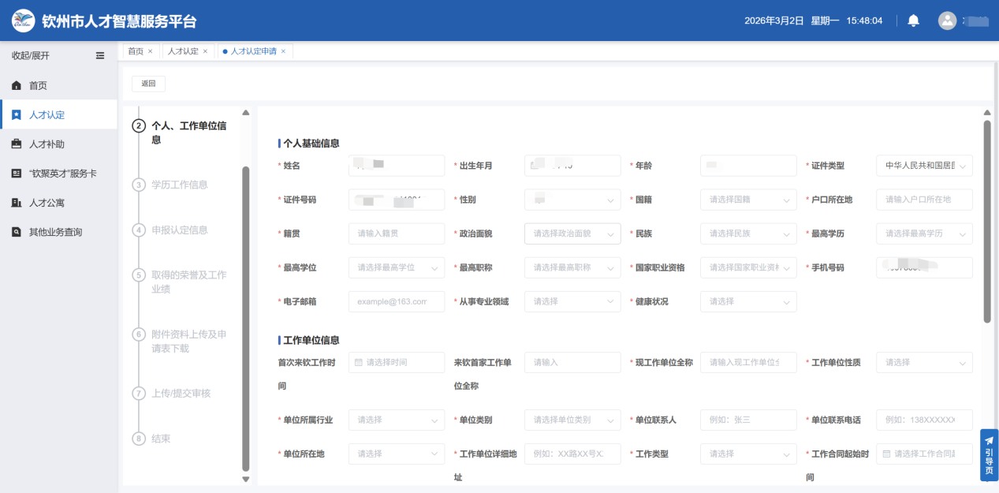 钦州市人才智慧服务平台
2026年3月2日 星期一 15:48:04
收起/展开
首页 × 人才认定 × 人才认定申请 ×
首页
人才认定
人才补助
“钦聚英才”服务卡
人才公寓
其他业务查询
返回
2 个人、工作单位信
息
3 学历工作信息
4 申报认定信息
5 取得的荣誉及工作
业绩
6 附件资料上传及申
请表下载
7 上传/提交审核
8 结束
个人基础信息
* 姓名 * 出生年月 * 年龄 * 证件类型 中华人民共和国居民
* 证件号码 * 性别 * 国籍 请选择国籍 * 户口所在地 请输入户口所在地
* 籍贯 请输入籍贯 * 政治面貌 请选择政治面貌 * 民族 请选择民族 * 最高学历 请选择最高学历
* 最高学位 请选择最高学位 * 最高职称 请选择最高职称 * 国家职业资格 请选择国家职业资格 * 手机号码
* 电子邮箱 example@163.com * 从事专业领域 请选择 * 健康状况 请选择
工作单位信息
首次来钦工作时
间 请选择时间 来钦首家工作单
位全称 请输入 * 现工作单位全称 请输入现工作单位全 * 工作单位性质 请选择
* 单位所属行业 请选择 * 单位类别 请选择单位类别 * 单位联系人 例如：张三 * 单位联系电话 例如：138XXXXXX
* 单位所在地 请选择 * 工作单位详细地
址 例如：XX路XX号X * 工作类型 请选择 * 工作合同起始时
间 请选择工作合同起
引导页